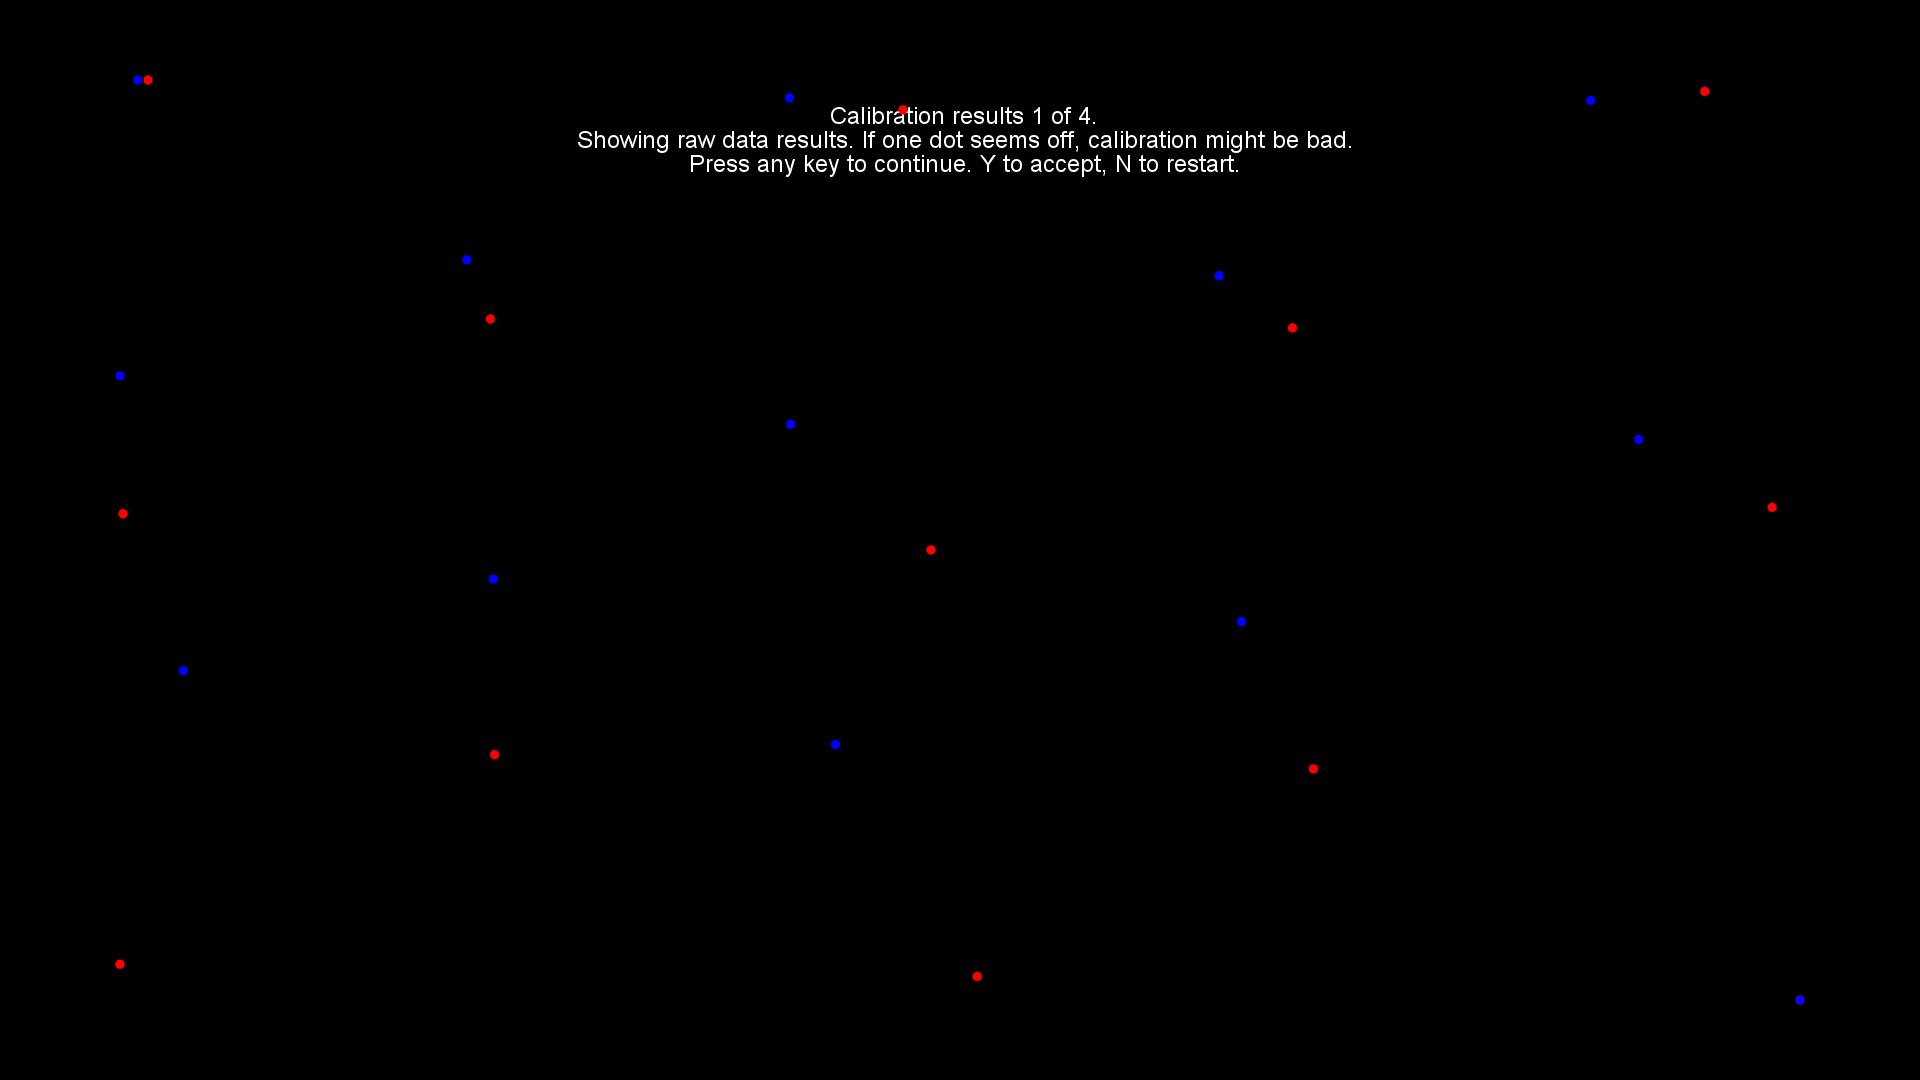 Calibration results 1 of 4.
Showing raw data results. If one dot seems off, calibration might be bad.
Press any key to continue. Y to accept, N to restart.